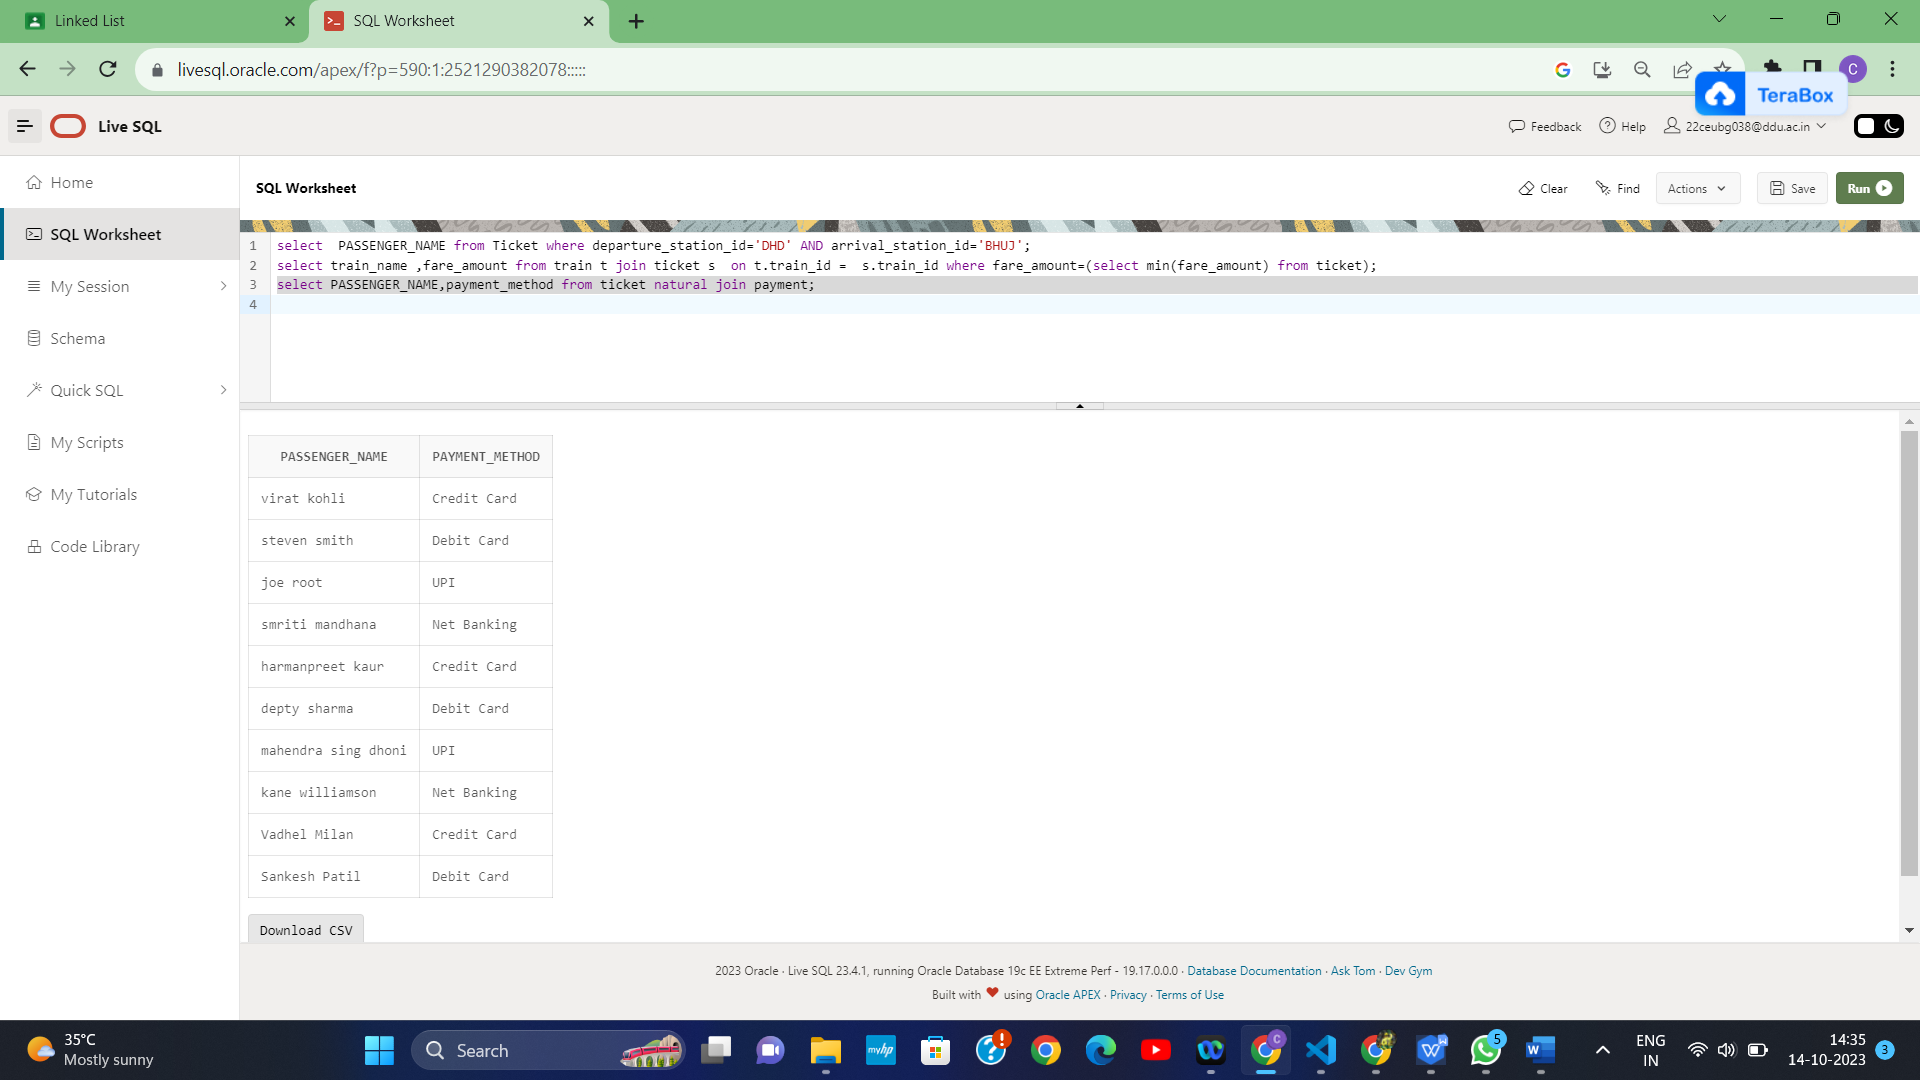 Linked List
SQL Worksheet
livesql.oracle.com/apex/f?p=590:1:2521290382078:::::
C
TeraBox
Live SQL
Feedback
Help
22ceubg038@ddu.ac.in
Home
SQL Worksheet
My Session
Schema
Quick SQL
My Scripts
My Tutorials
Code Library
SQL Worksheet
Clear
Find
Actions
Save
Run
1 select  PASSENGER_NAME from Ticket where departure_station_id='DHD' AND arrival_station_id='BHUJ';
2 select train_name ,fare_amount from train t join ticket s  on t.train_id =  s.train_id where fare_amount=(select min(fare_amount) from ticket);
3 select PASSENGER_NAME,payment_method from ticket natural join payment;
4
PASSENGER_NAME PAYMENT_METHOD
virat kohli Credit Card
steven smith Debit Card
joe root UPI
smriti mandhana Net Banking
harmanpreet kaur Credit Card
depty sharma Debit Card
mahendra sing dhoni UPI
kane williamson Net Banking
Vadhel Milan Credit Card
Sankesh Patil Debit Card
Download CSV
2023 Oracle · Live SQL 23.4.1, running Oracle Database 19c EE Extreme Perf - 19.17.0.0.0 · Database Documentation · Ask Tom · Dev Gym
Built with ❤ using Oracle APEX · Privacy · Terms of Use
35°C
Mostly sunny
Search
myhp
C
5
ENG
IN
14:35
14-10-2023
3